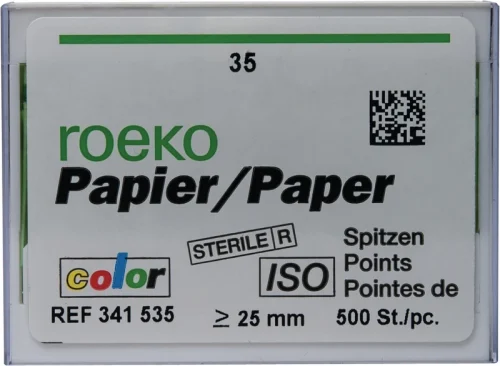 35
roeko
Papier/Paper
STERILE R
Spitzen
color
ISO
Points
Pointes de
REF 341 535
≥ 25 mm
500 St./pc.